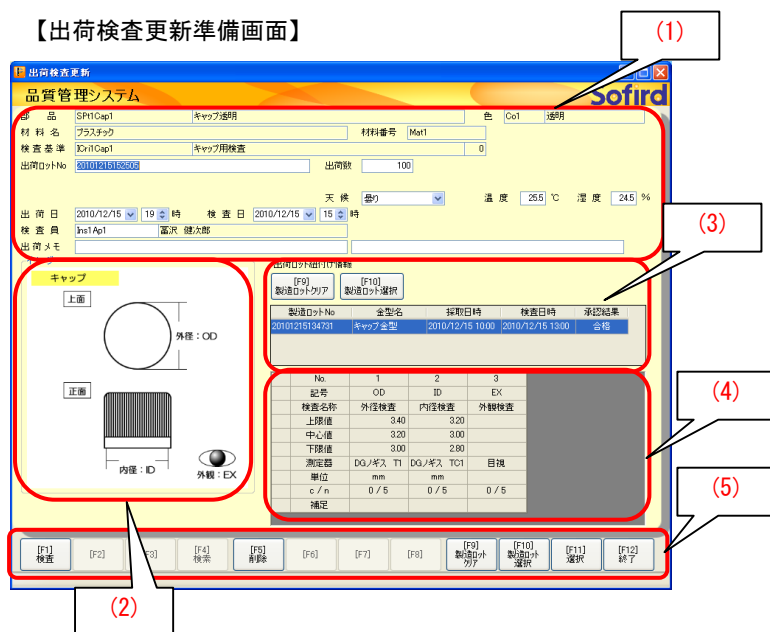 【出荷検査更新準備画面】
(1)
出荷検査更新
品質管理システム
Sofird
部 品 SPt1Cap1 キャップ透明 色 Co1 透明
材 料 名 プラスチック 材料番号 Mat1
検 査 基 準 ICri1Cap1 キャップ用検査 0
出荷ロットNo 20101215152505 出荷数 100
天 候 曇り 温 度 25.5 ℃ 湿 度 24.5 %
出 荷 日 2010/12/15 19 時 検 査 日 2010/12/15 15 時
検 査 員 Ins1Ap1 冨沢 健次郎
出 荷 メ モ
(3)
出荷ロット紐付け情報
キャップ
上面
外径:OD
正面
内径:ID
外観:EX
[F9] 製造ロットクリア
[F10] 製造ロット選択
製造ロットNo 金型名 採取日時 検査日時 承認結果
20101215134731 キャップ金型 2010/12/15 10:00 2010/12/15 13:00 合格
(4)
No. 1 2 3
記号 OD ID EX
検査名称 外径検査 内径検査 外観検査
上限値 3.40 3.20
中心値 3.20 3.00
下限値 3.00 2.80
測定器 DGノギス T1 DGノギス TC1 目視
単位 mm mm
c / n 0 / 5 0 / 5 0 / 5
補足
(5)
[F1] 検査
[F2]
[F3]
[F4] 検索
[F5] 削除
[F6]
[F7]
[F8]
[F9] 製造ロットクリア
[F10] 製造ロット選択
[F11] 選択
[F12] 終了
(2)